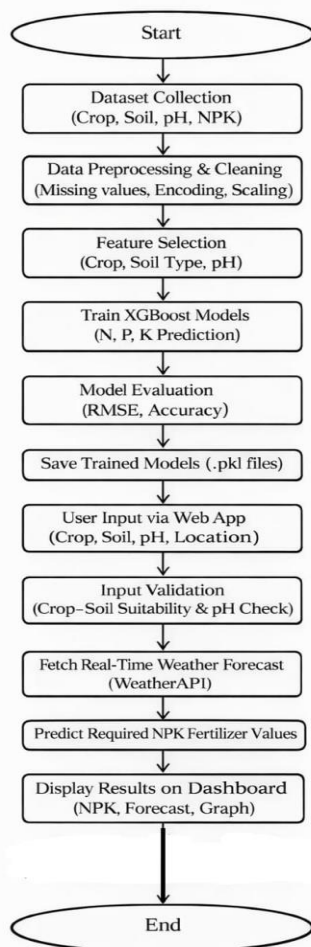 Start
Dataset Collection
(Crop, Soil, pH, NPK)
Data Preprocessing & Cleaning
(Missing values, Encoding, Scaling)
Feature Selection
(Crop, Soil Type, pH)
Train XGBoost Models
(N, P, K Prediction)
Model Evaluation
(RMSE, Accuracy)
Save Trained Models (.pkl files)
User Input via Web App
(Crop, Soil, pH, Location)
Input Validation
(Crop–Soil Suitability & pH Check)
Fetch Real-Time Weather Forecast
(WeatherAPI)
Predict Required NPK Fertilizer Values
Display Results on Dashboard
(NPK, Forecast, Graph)
End